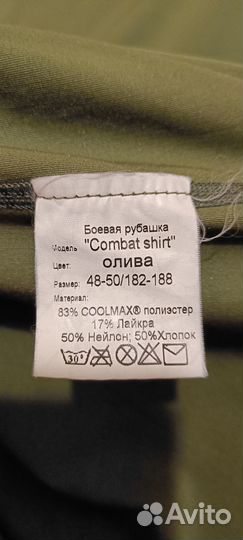 Боевая рубашка
Модель "Combat shirt"
Цвет: олива
Размер: 48-50/182-188
Материал:
83% COOLMAX® полиэстер
17% Лайкра
50% Нейлон; 50%Хлопок
30°
Avito